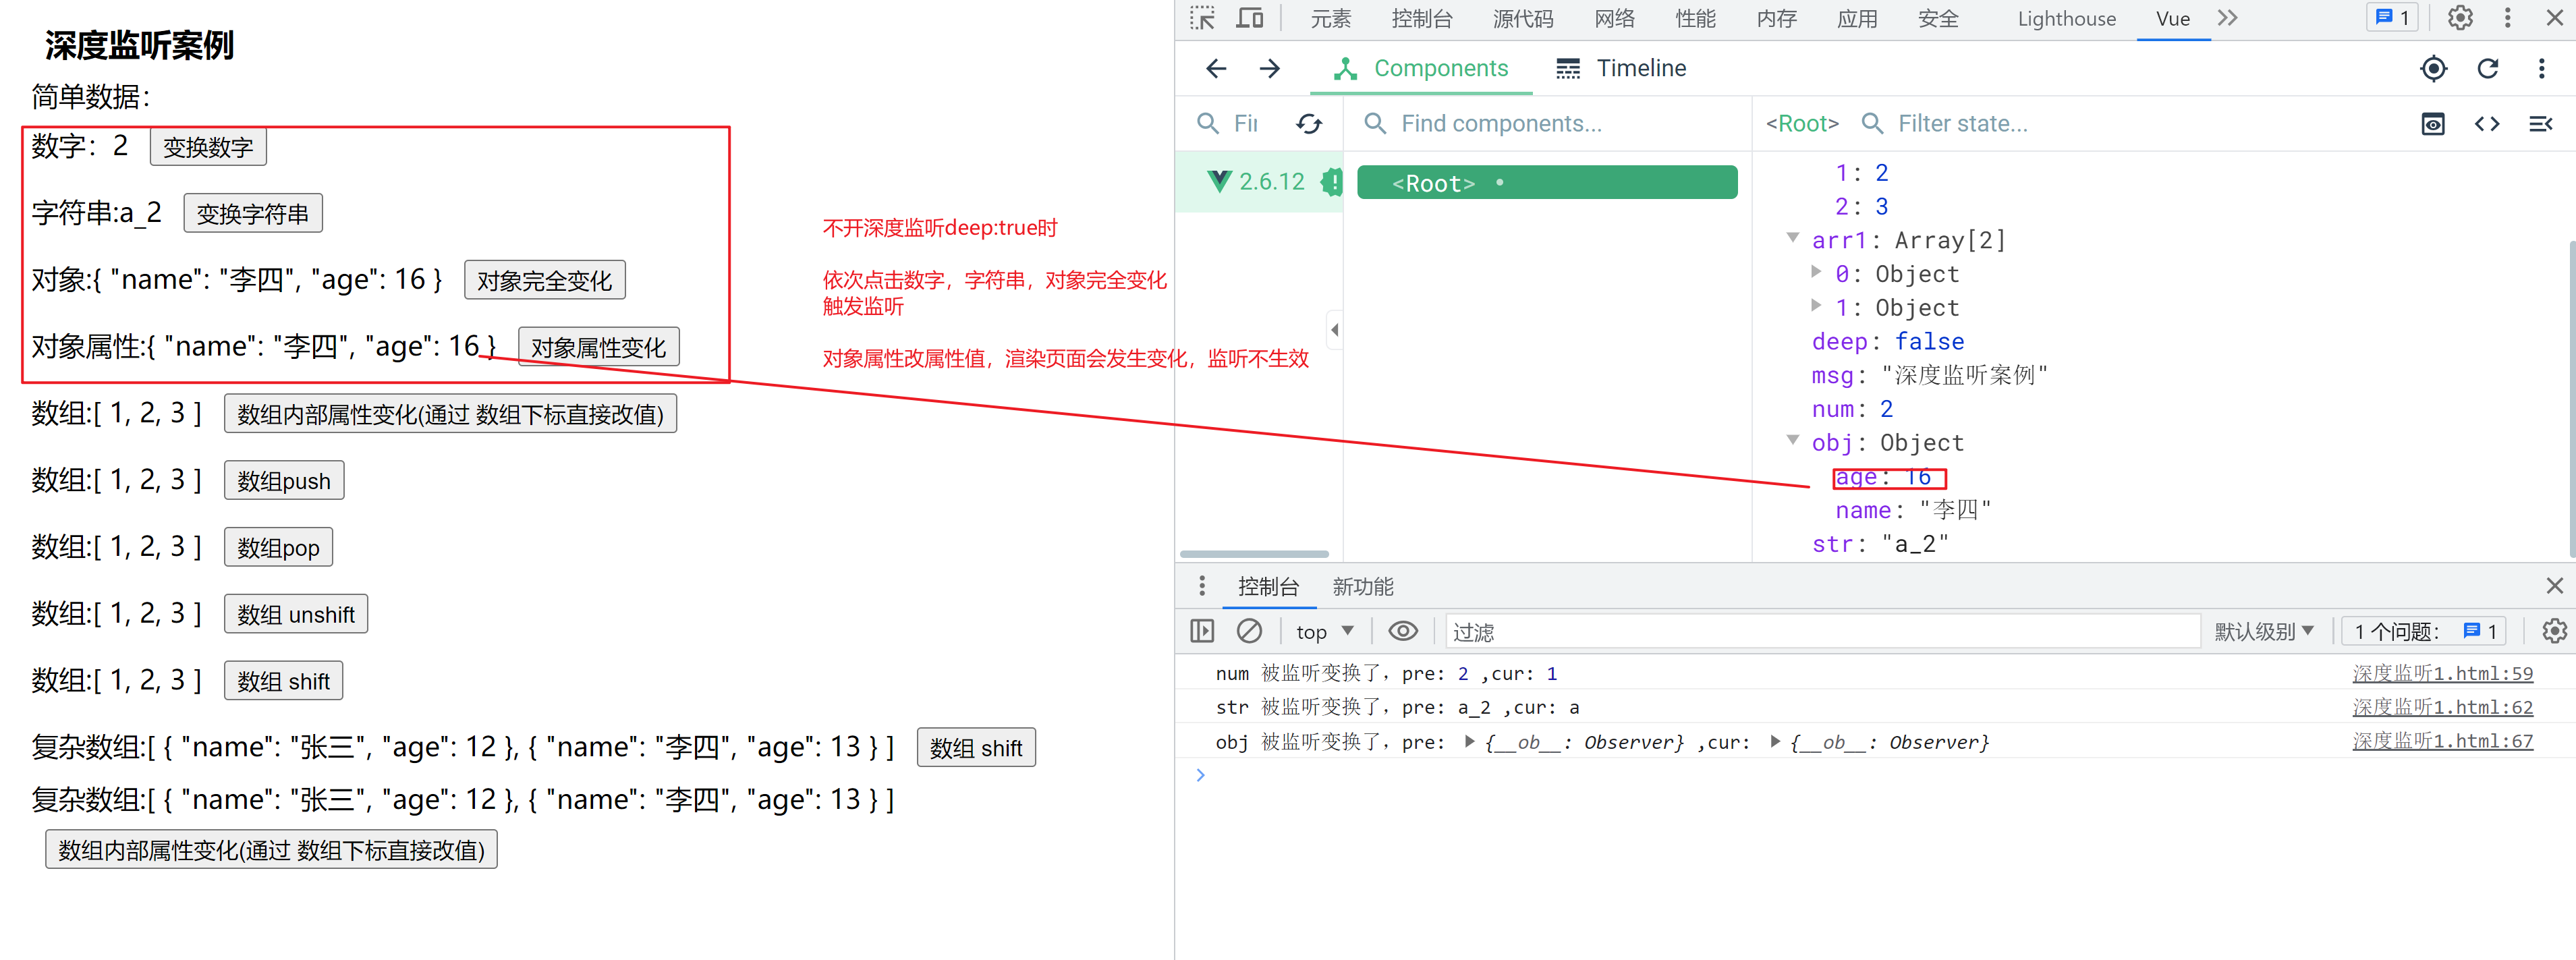 深度监听案例
简单数据：
数字：2 变换数字
字符串:a_2 变换字符串
对象:{ "name": "李四", "age": 16 } 对象完全变化
对象属性:{ "name": "李四", "age": 16 } 对象属性变化
数组:[ 1, 2, 3 ] 数组内部属性变化(通过 数组下标直接改值)
数组:[ 1, 2, 3 ] 数组push
数组:[ 1, 2, 3 ] 数组pop
数组:[ 1, 2, 3 ] 数组 unshift
数组:[ 1, 2, 3 ] 数组 shift
复杂数组:[ { "name": "张三", "age": 12 }, { "name": "李四", "age": 13 } ] 数组 shift
复杂数组:[ { "name": "张三", "age": 12 }, { "name": "李四", "age": 13 } ]
数组内部属性变化(通过 数组下标直接改值)
不开深度监听deep:true时
依次点击数字，字符串，对象完全变化
触发监听
对象属性改属性值，渲染页面会发生变化，监听不生效
元素 控制台 源代码 网络 性能 内存 应用 安全 Lighthouse Vue 1
Components Timeline
Fi Find components... <Root> Filter state...
2.6.12 <Root>
1: 2
2: 3
arr1: Array[2]
0: Object
1: Object
deep: false
msg: "深度监听案例"
num: 2
obj: Object
age: 16
name: "李四"
str: "a_2"
控制台 新功能
top 过滤 默认级别 1 个问题： 1
num 被监听变换了，pre: 2 ,cur: 1 深度监听1.html:59
str 被监听变换了，pre: a_2 ,cur: a 深度监听1.html:62
obj 被监听变换了，pre: {__ob__: Observer} ,cur: {__ob__: Observer} 深度监听1.html:67